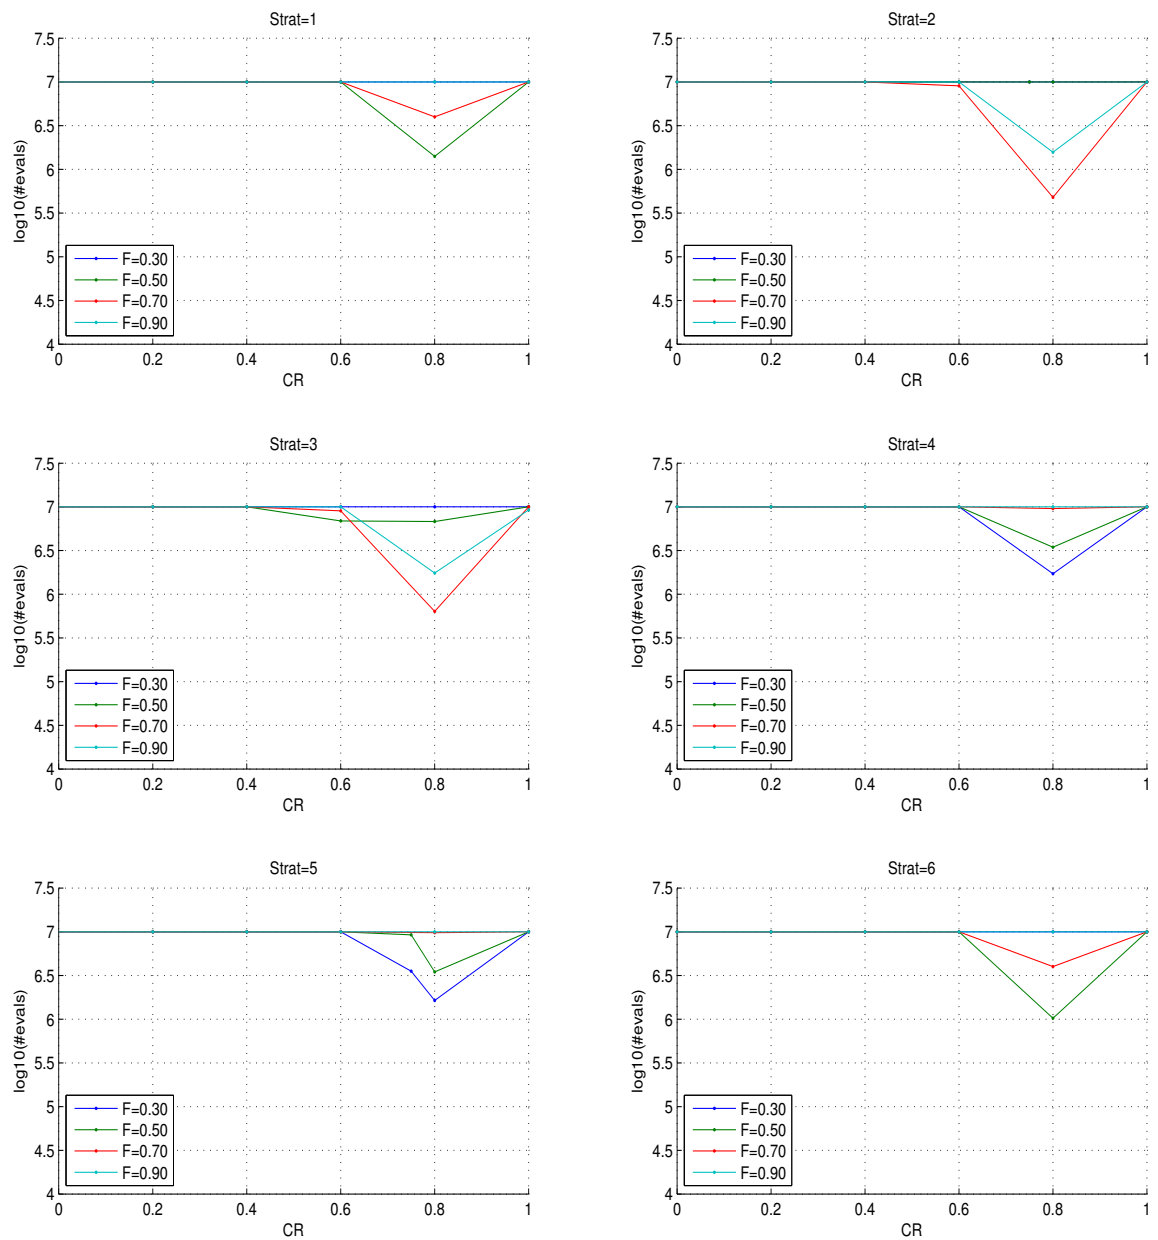 Strat=1
7.5
7
6.5
6
5.5
5
4.5
4
log10(#evals)
F=0.30
F=0.50
F=0.70
F=0.90
0 0.2 0.4 0.6 0.8 1
CR
Strat=2
7.5
7
6.5
6
5.5
5
4.5
4
log10(#evals)
F=0.30
F=0.50
F=0.70
F=0.90
0 0.2 0.4 0.6 0.8 1
CR
Strat=3
7.5
7
6.5
6
5.5
5
4.5
4
log10(#evals)
F=0.30
F=0.50
F=0.70
F=0.90
0 0.2 0.4 0.6 0.8 1
CR
Strat=4
7.5
7
6.5
6
5.5
5
4.5
4
log10(#evals)
F=0.30
F=0.50
F=0.70
F=0.90
0 0.2 0.4 0.6 0.8 1
CR
Strat=5
7.5
7
6.5
6
5.5
5
4.5
4
log10(#evals)
F=0.30
F=0.50
F=0.70
F=0.90
0 0.2 0.4 0.6 0.8 1
CR
Strat=6
7.5
7
6.5
6
5.5
5
4.5
4
log10(#evals)
F=0.30
F=0.50
F=0.70
F=0.90
0 0.2 0.4 0.6 0.8 1
CR